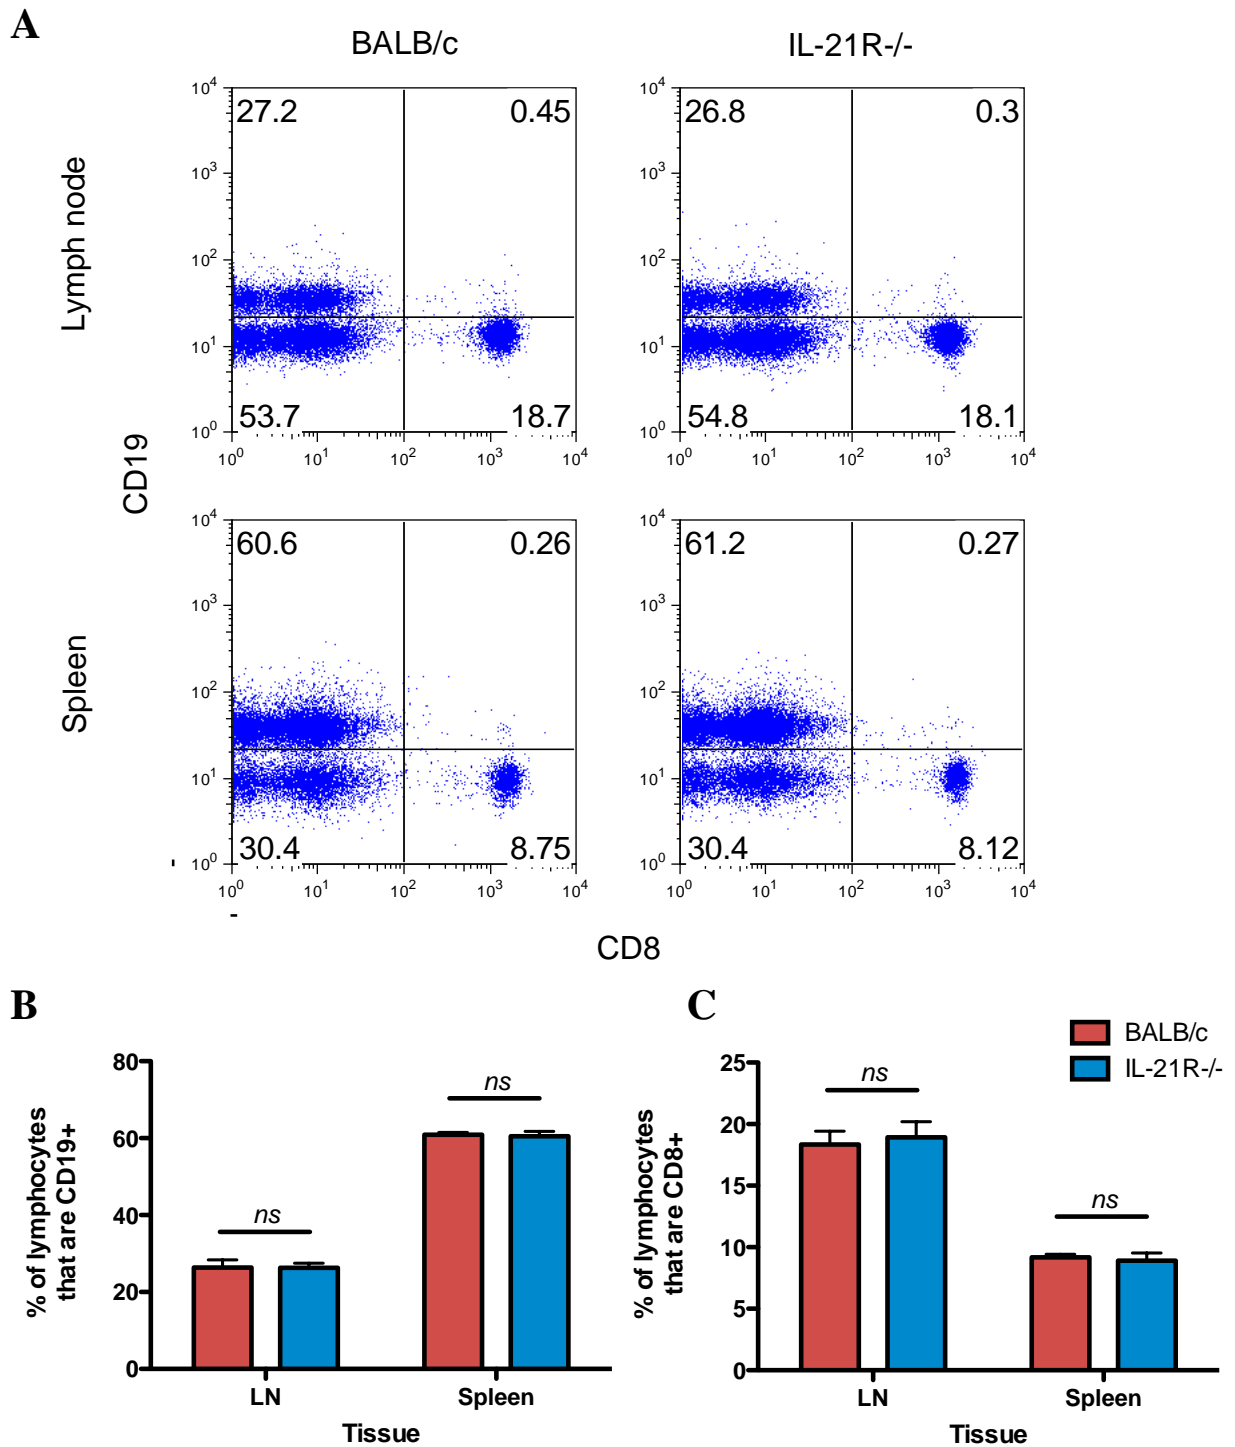 A
BALB/c
IL-21R-/-
Lymph node
Spleen
CD19
10⁴
10³
10²
10¹
10⁰
27.2
0.45
53.7
18.7
10⁰ 10¹ 10² 10³ 10⁴
10⁴
10³
10²
10¹
10⁰
26.8
0.3
54.8
18.1
10⁰ 10¹ 10² 10³ 10⁴
10⁴
10³
10²
10¹
10⁰
60.6
0.26
30.4
8.75
10⁰ 10¹ 10² 10³ 10⁴
10⁴
10³
10²
10¹
10⁰
61.2
0.27
30.4
8.12
10⁰ 10¹ 10² 10³ 10⁴
CD8
B
% of lymphocytes
that are CD19+
80
60
40
20
0
ns
ns
LN
Spleen
Tissue
C
BALB/c
IL-21R-/-
% of lymphocytes
that are CD8+
25
20
15
10
5
0
ns
ns
LN
Spleen
Tissue